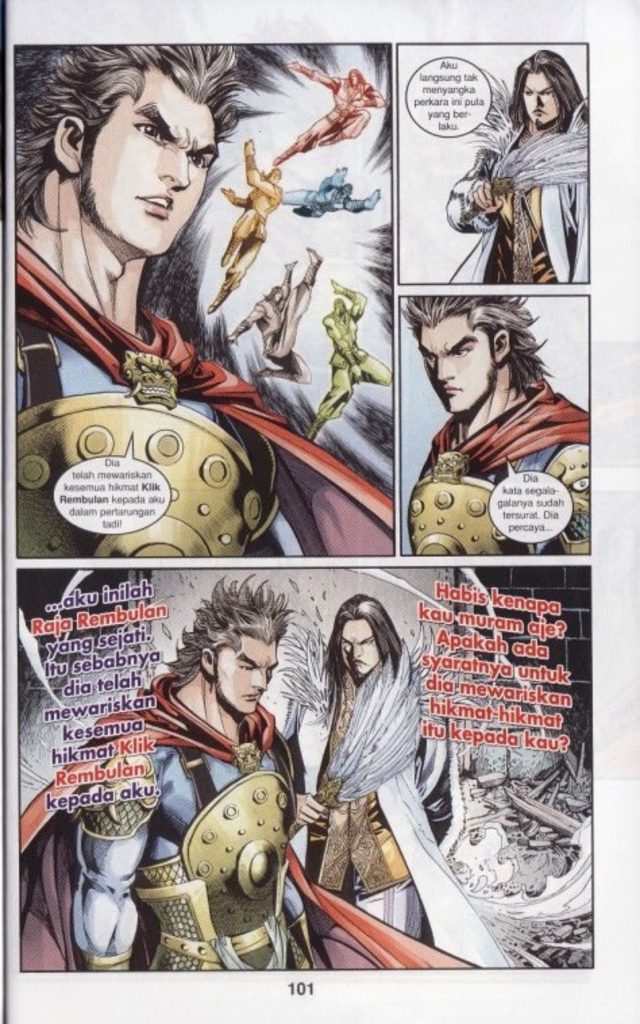 Dia
telah mewariskan
kesemua hikmat Klik
Rembulan kepada aku
dalam pertarungan
tadi!
Aku
langsung tak
menyangka
perkara ini pula
yang ber-
laku.
Dia
kata segala-
galanya sudah
tersurat. Dia
percaya...
...aku inilah
Raja Rembulan
yang sejati.
Itu sebabnya
dia telah
mewariskan
kesemua
hikmat Klik
Rembulan
kepada aku.
Habis kenapa
kau muram aje?
Apakah ada
syaratnya untuk
dia mewariskan
hikmat-hikmat
itu kepada kau?
101